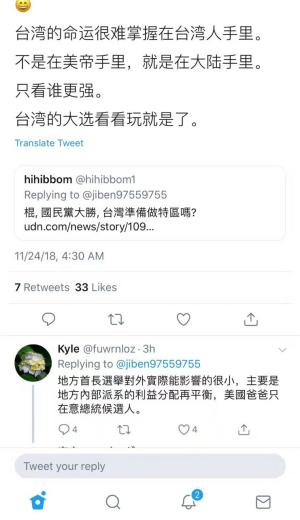 台湾的命运很难掌握在台湾人手里。
不是在美帝手里，就是在大陆手里。
只看谁更强。
台湾的大选看看玩就是了。
Translate Tweet
hihibbom @hihibbom1
Replying to @jiben97559755
棍, 國民黨大勝, 台灣準備做特區嗎?
udn.com/news/story/109...
11/24/18, 4:30 AM
7 Retweets 33 Likes
Kyle @fuwrnloz · 3h
Replying to @jiben97559755
地方首長選舉對外實際能影響的很小，主要是
地方內部派系的利益分配再平衡，美國爸爸只
在意總統候選人。
4
4
Tweet your reply
2